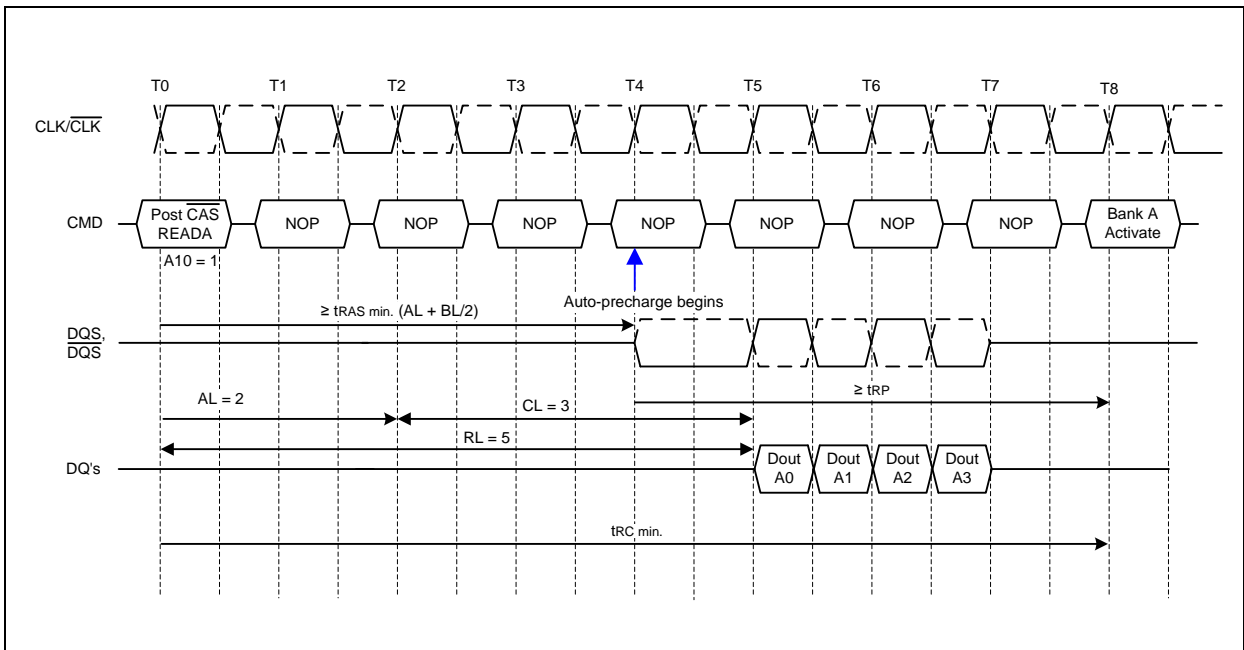 T0 T1 T2 T3 T4 T5 T6 T7 T8
CLK/CLK
CMD
Post CAS
READA
NOP NOP NOP NOP NOP NOP NOP
Bank A
Activate
A10 = 1
Auto-precharge begins
≥ tRAS min. (AL + BL/2)
DQS,
DQS
≥ tRP
AL = 2
CL = 3
RL = 5
DQ's
Dout
A0
Dout
A1
Dout
A2
Dout
A3
tRC min.